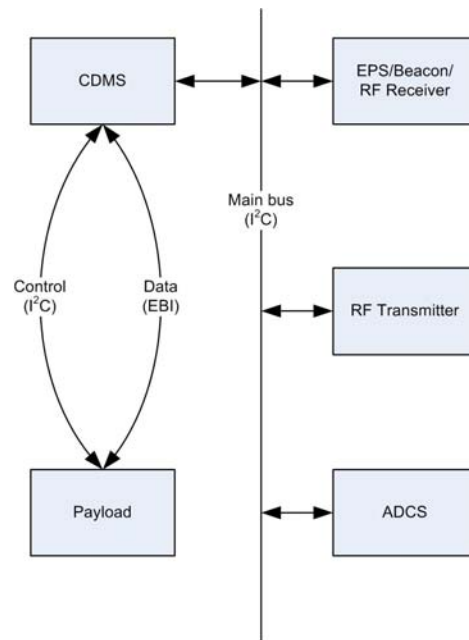 CDMS
EPS/Beacon/
RF Receiver
Main bus
(I²C)
Control
(I²C)
Data
(EBI)
RF Transmitter
Payload
ADCS